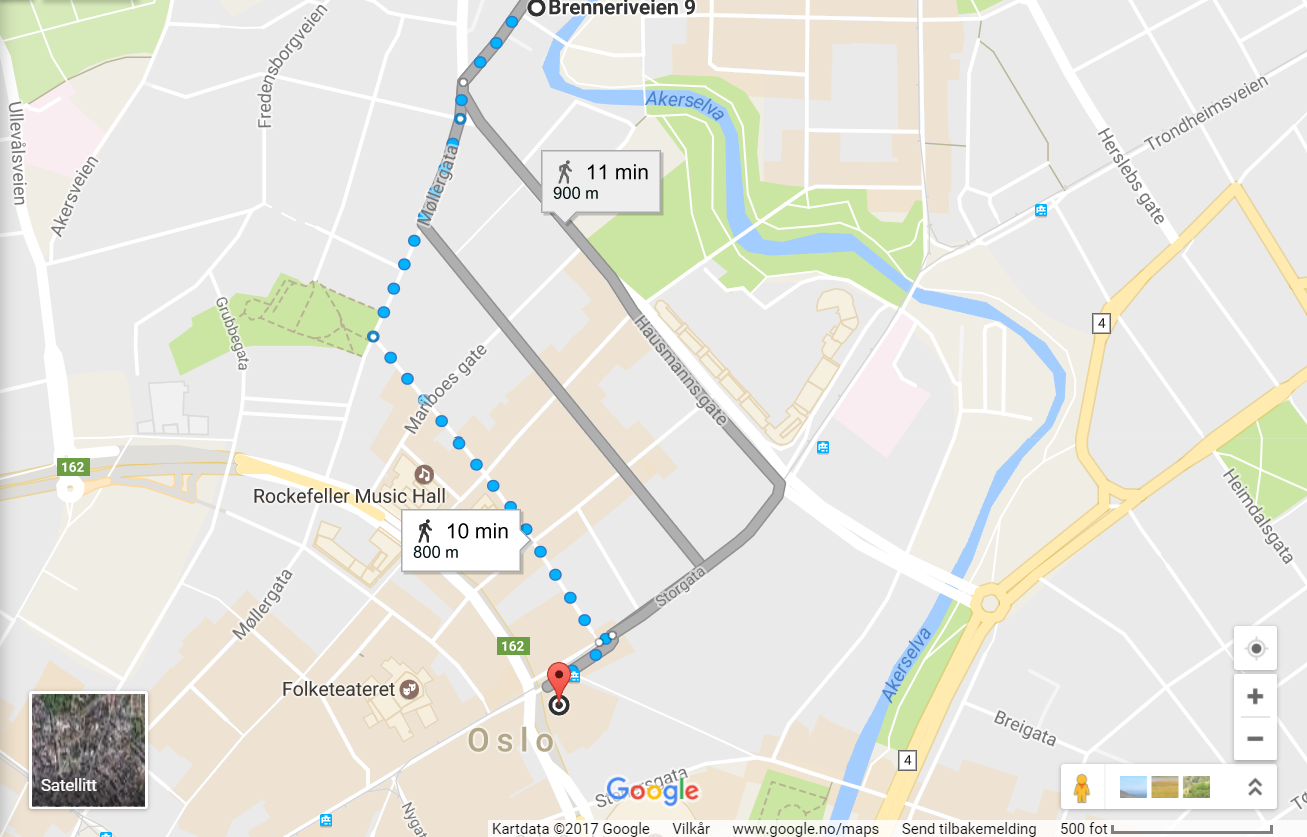 Brenneriveien 9
Fredensborgveien
Ullevålsveien
Akersveien
Akerselva
Trondheimsveien
Herslebs gate
11 min
900 m
Møllergata
Grubbegata
4
Hausmanns gate
Mariboes gate
162
Rockefeller Music Hall
10 min
800 m
Heimdalsgata
Storgata
Møllergata
162
Akerselva
Folketeateret
Oslo
Breigata
4
Satellitt
Google
Kartdata ©2017 Google Vilkår www.google.no/maps Send tilbakemelding 500 fot